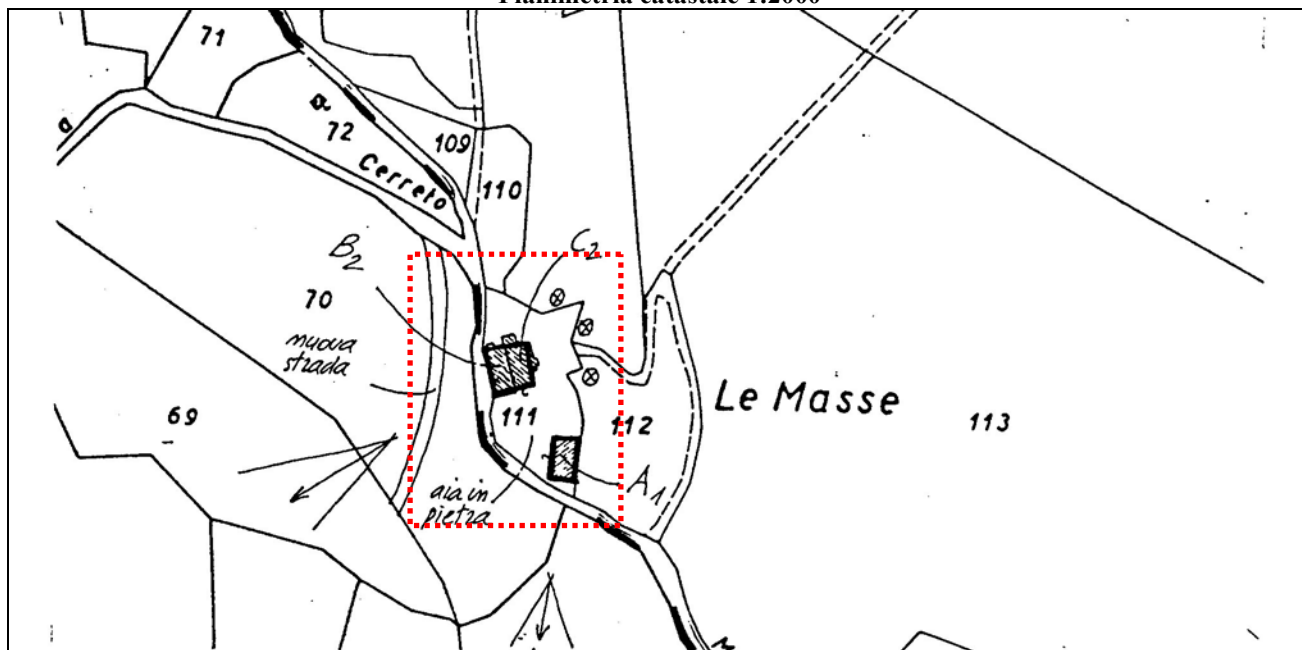 Planimetria catastale 1:2000
71
72
109
Cerreto
110
B2
C2
70
nuova
strada
Le Masse
69
111
112
113
aia in
pietra
A1